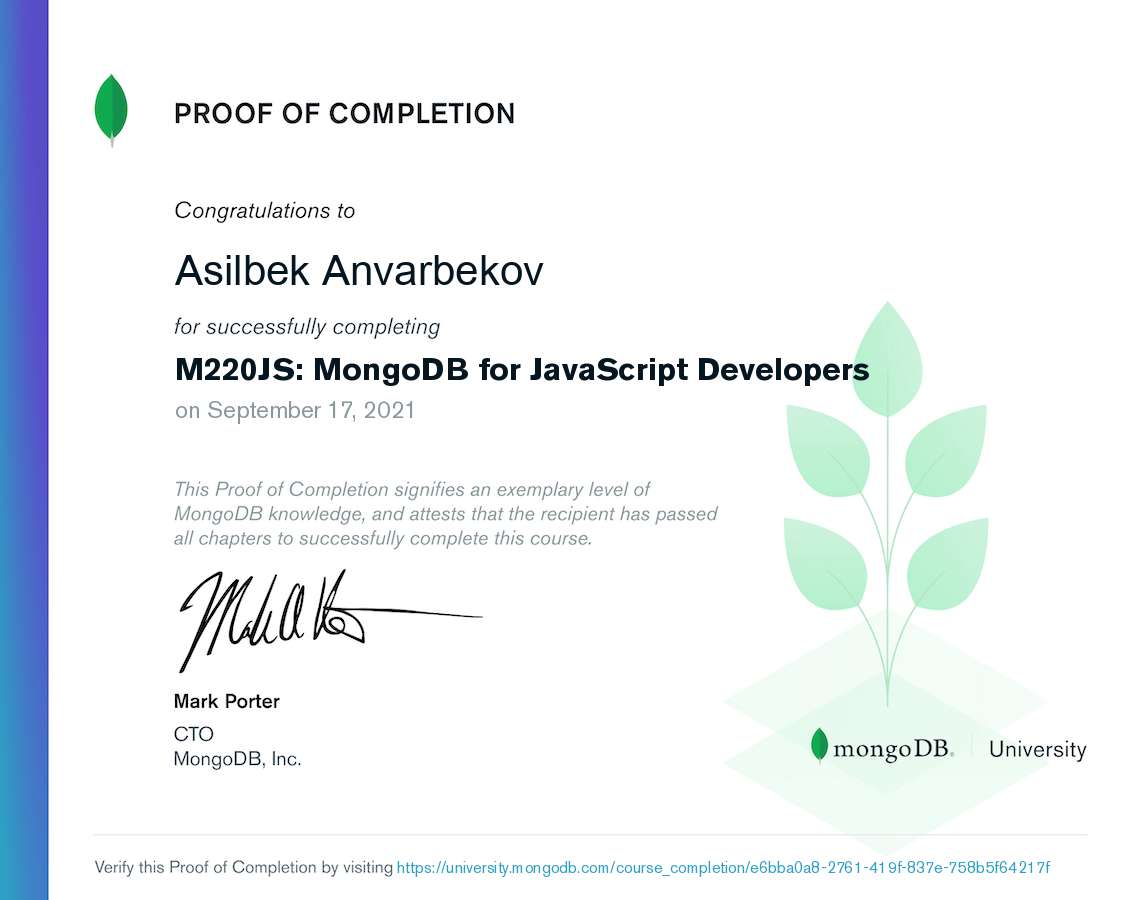 PROOF OF COMPLETION
Congratulations to
Asilbek Anvarbekov
for successfully completing
M220JS: MongoDB for JavaScript Developers
on September 17, 2021
This Proof of Completion signifies an exemplary level of
MongoDB knowledge, and attests that the recipient has passed
all chapters to successfully complete this course.
Mark Porter
CTO
MongoDB, Inc.
mongoDB® University
Verify this Proof of Completion by visiting https://university.mongodb.com/course_completion/e6bba0a8-2761-419f-837e-758b5f64217f